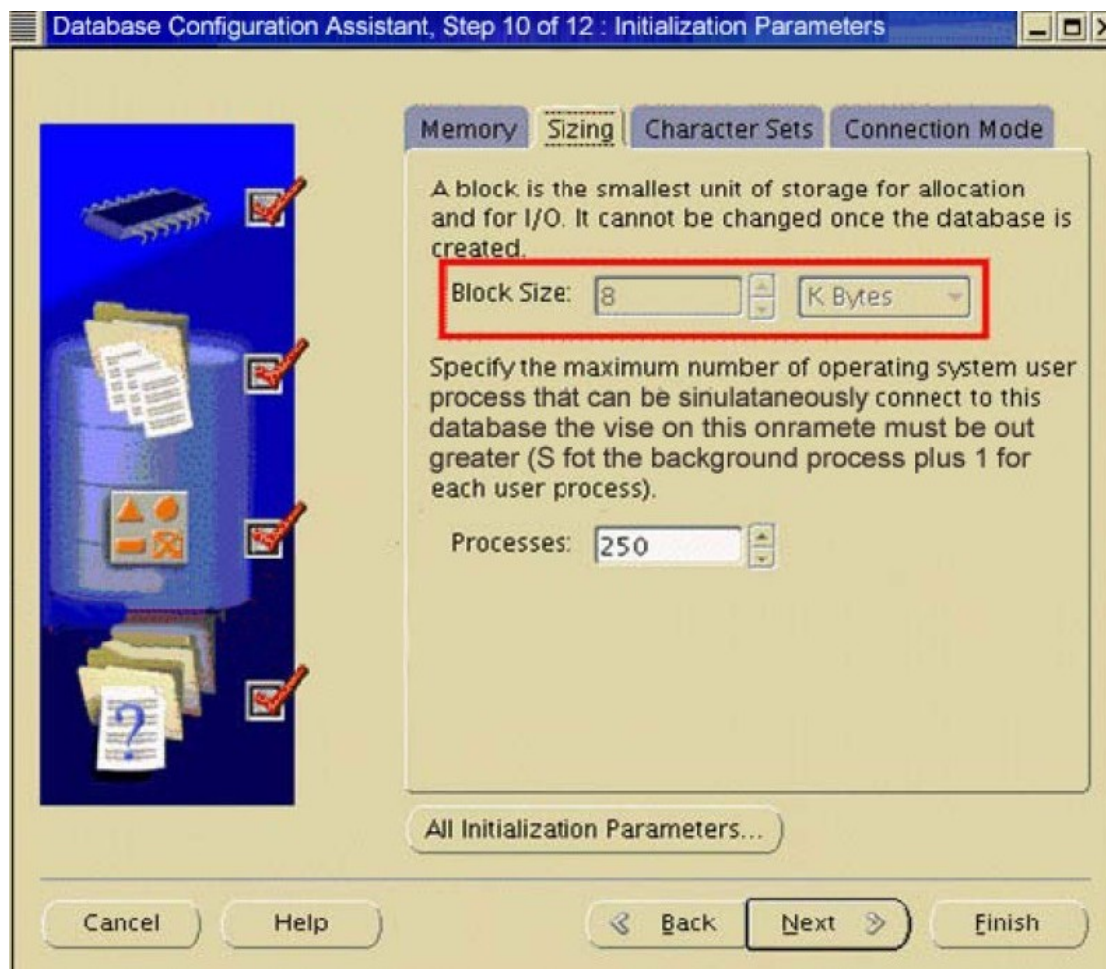 Database Configuration Assistant, Step 10 of 12 : Initialization Parameters
Memory Sizing Character Sets Connection Mode
A block is the smallest unit of storage for allocation
and for I/O. It cannot be changed once the database is
created.
Block Size: 8 K Bytes
Specify the maximum number of operating system user
process that can be sinulataneously connect to this
database the vise on this onramete must be out
greater (S fot the background process plus 1 for
each user process).
Processes: 250
?
All Initialization Parameters...
Cancel Help Back Next Finish